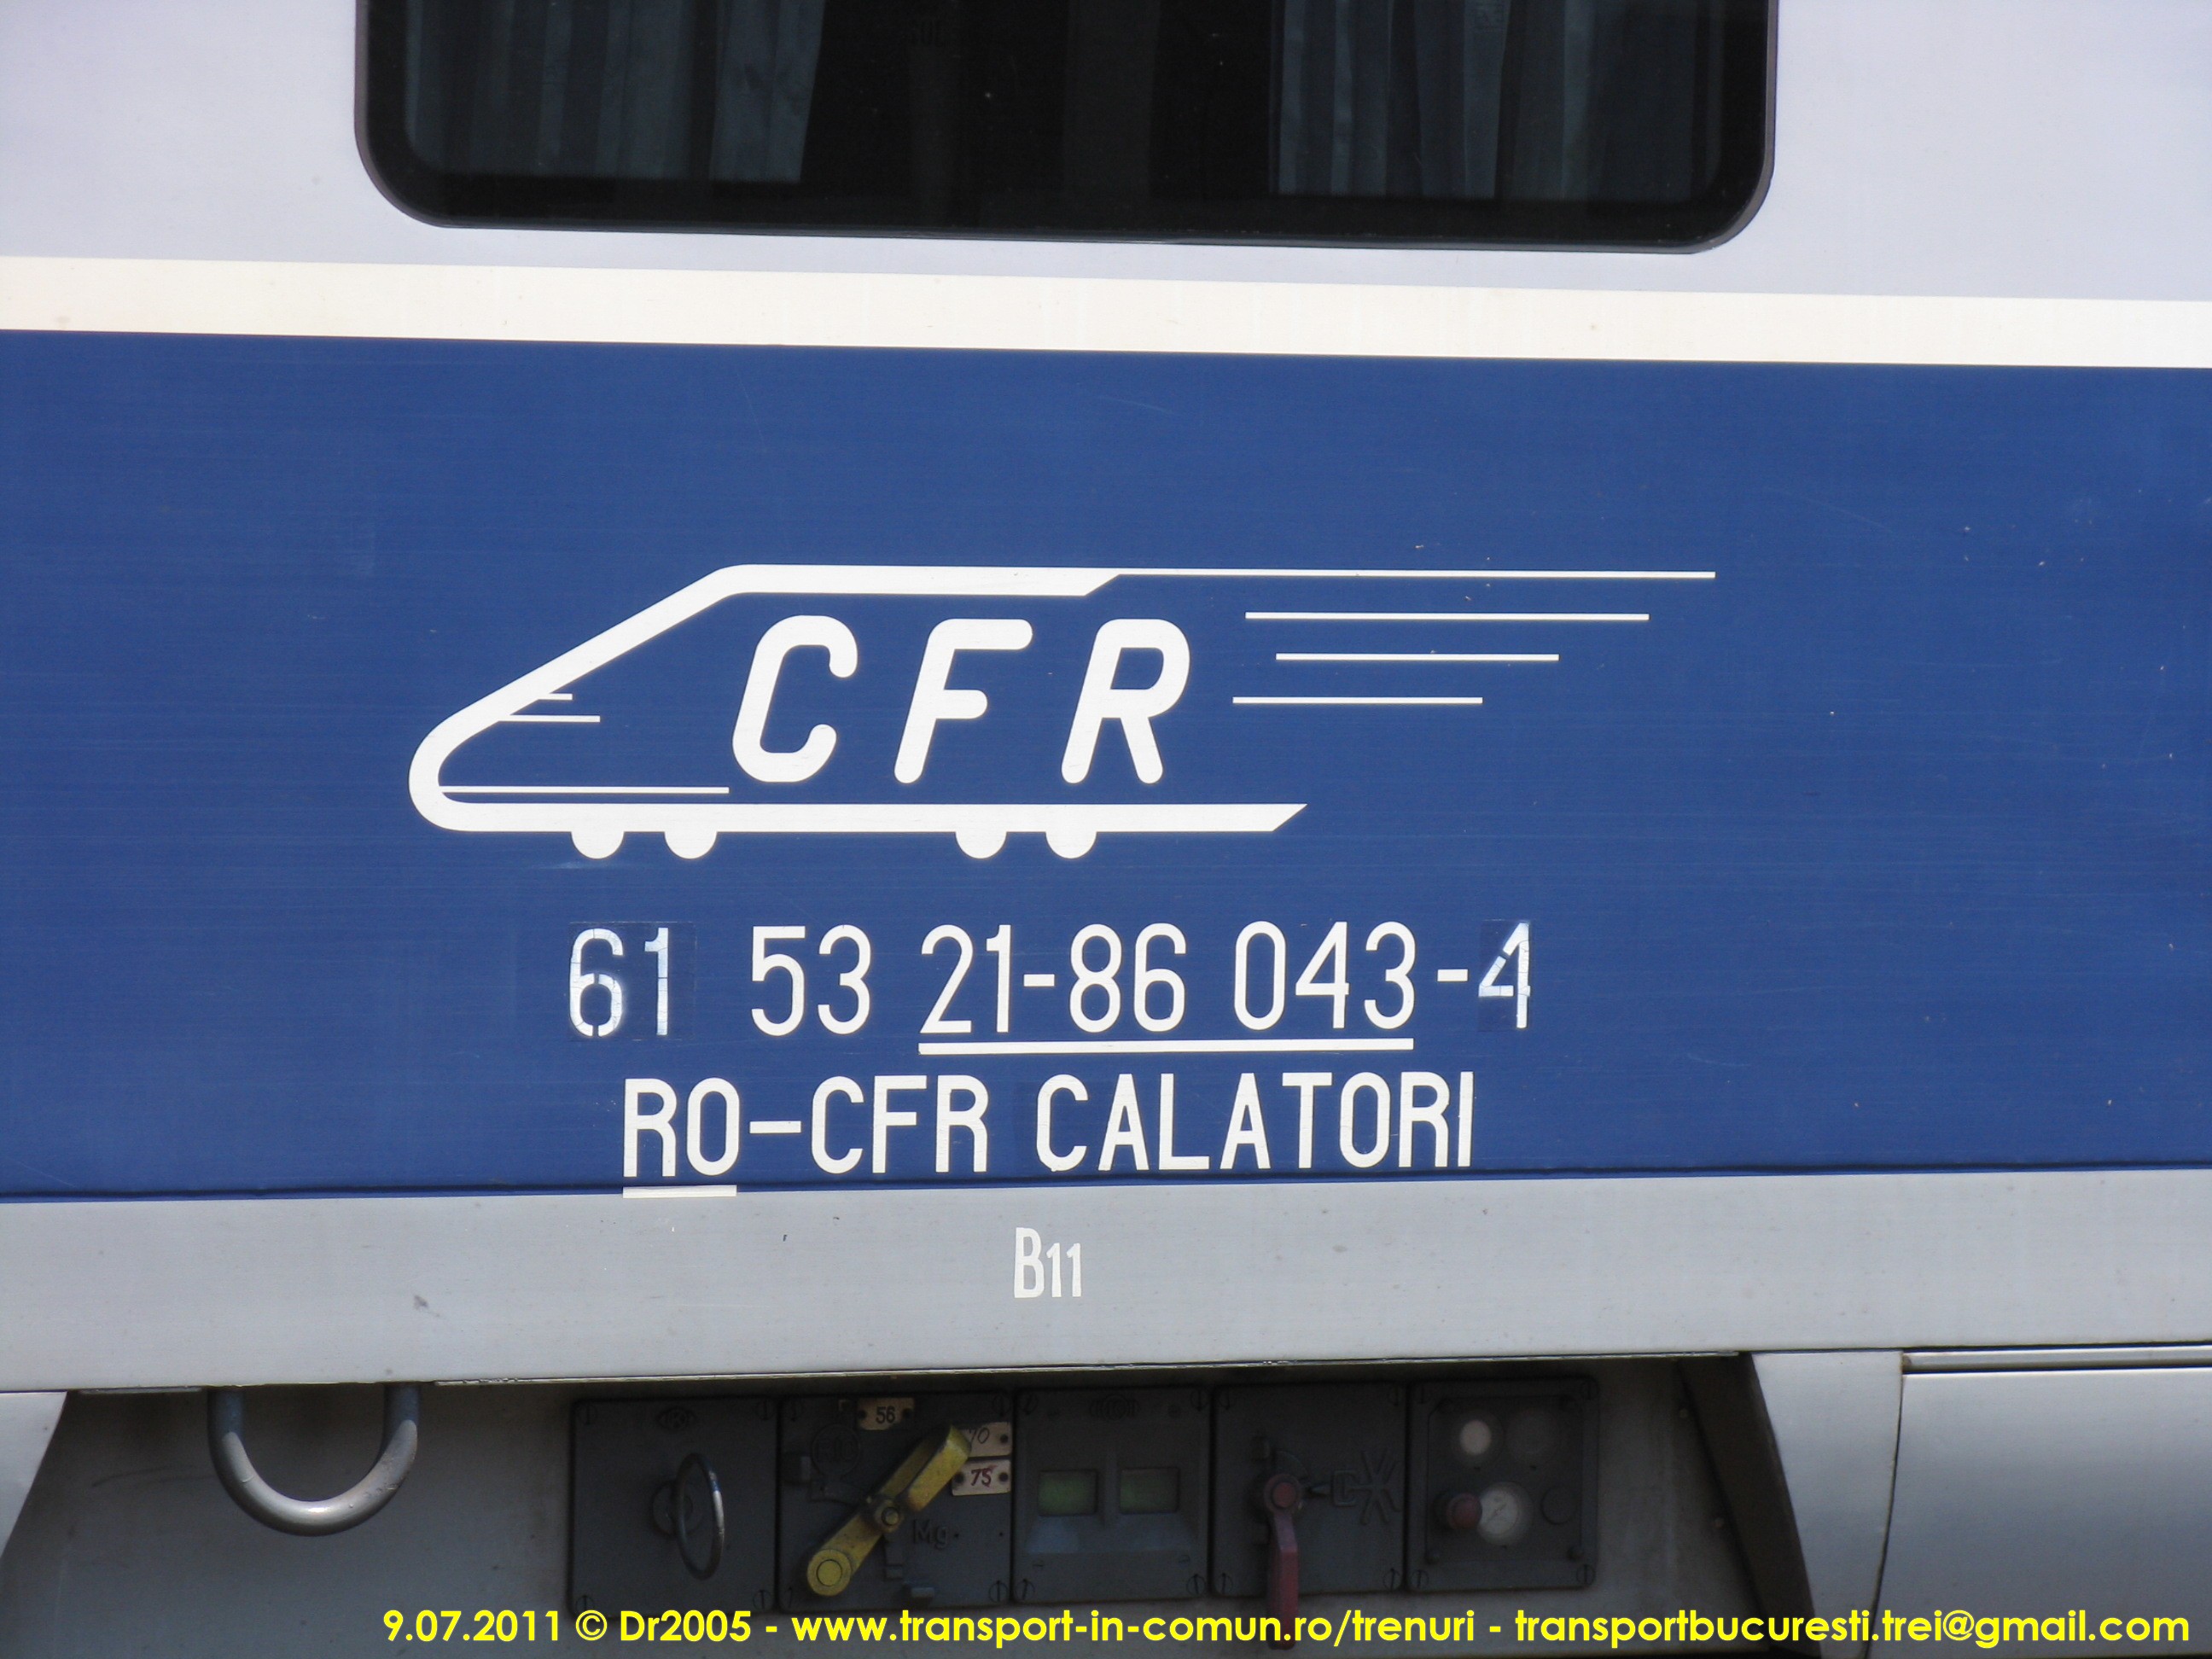 CFR
61 53 21-86 043-4
RO-CFR CALATORI
B11
56
70
75
Mg.
9.07.2011 © Dr2005 - www.transport-in-comun.ro/trenuri - transportbucuresti.trei@gmail.com